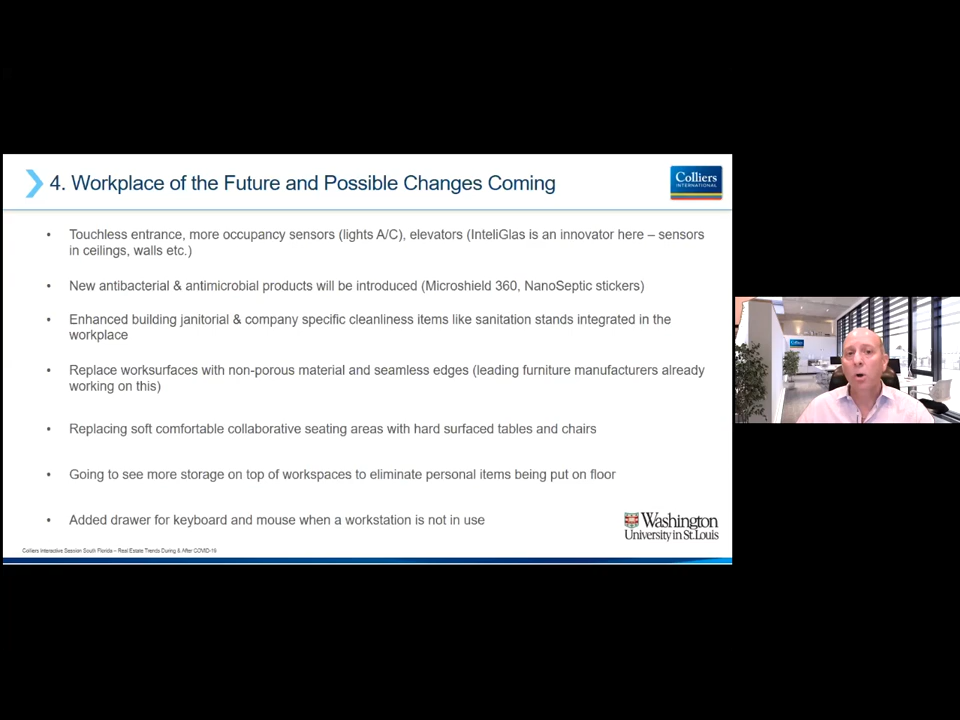 4. Workplace of the Future and Possible Changes Coming
Colliers
INTERNATIONAL
• Touchless entrance, more occupancy sensors (lights A/C), elevators (InteliGlas is an innovator here – sensors
in ceilings, walls etc.)
• New antibacterial & antimicrobial products will be introduced (Microshield 360, NanoSeptic stickers)
• Enhanced building janitorial & company specific cleanliness items like sanitation stands integrated in the
workplace
• Replace worksurfaces with non-porous material and seamless edges (leading furniture manufacturers already
working on this)
• Replacing soft comfortable collaborative seating areas with hard surfaced tables and chairs
• Going to see more storage on top of workspaces to eliminate personal items being put on floor
• Added drawer for keyboard and mouse when a workstation is not in use
Washington
University in St. Louis
Colliers Interactive Session South Florida – Real Estate Trends During & After COVID-19
Colliers